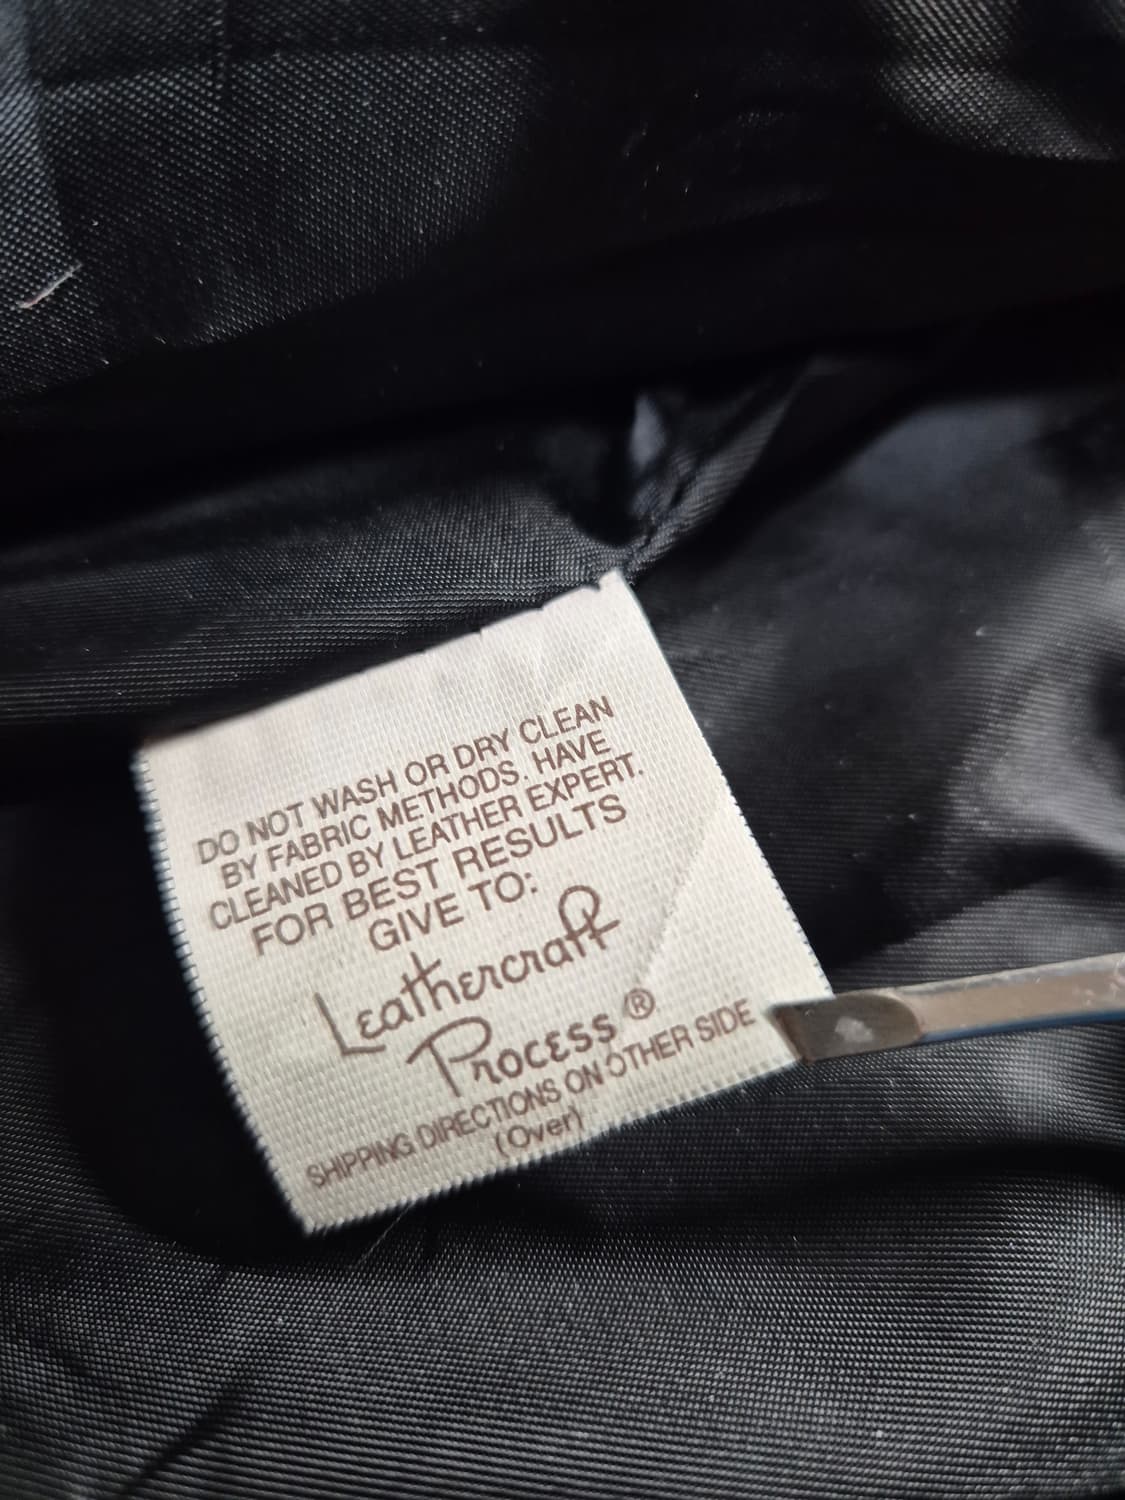 DO NOT WASH OR DRY CLEAN
BY FABRIC METHODS. HAVE
CLEANED BY LEATHER EXPERT.
FOR BEST RESULTS
GIVE TO:
Leathercraft
Process ®
SHIPPING DIRECTIONS ON OTHER SIDE
(Over)